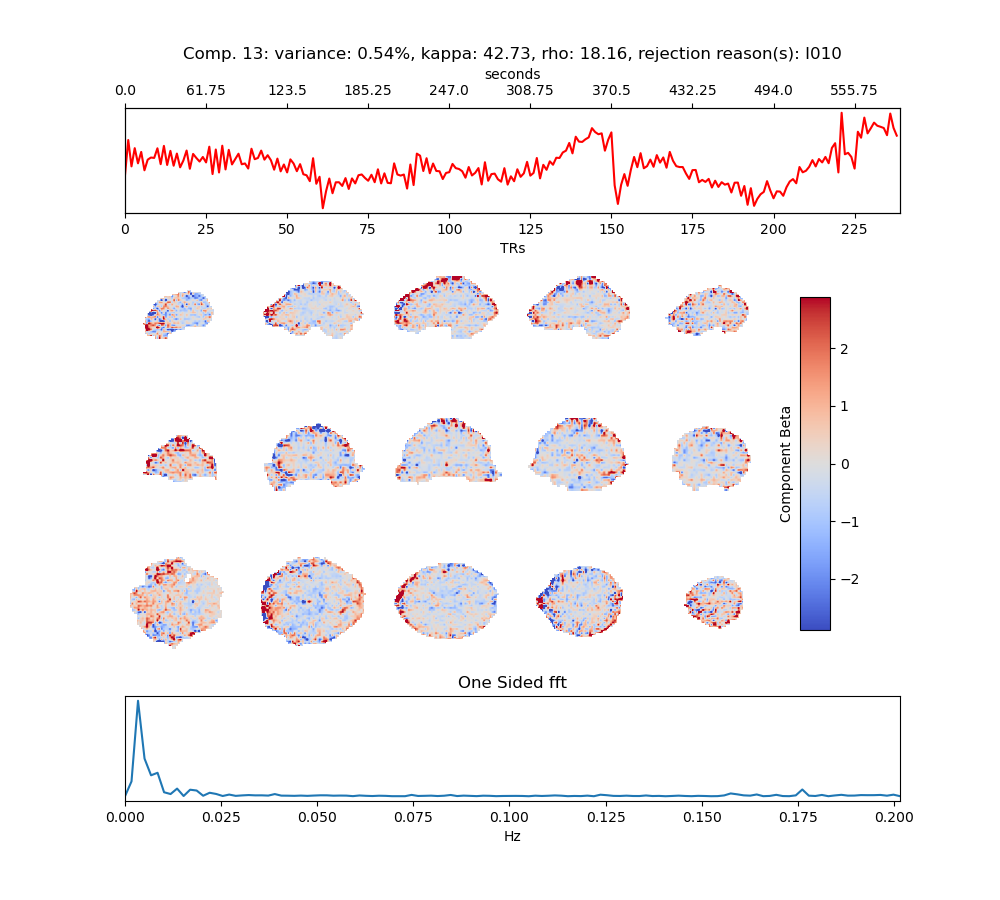 Comp. 13: variance: 0.54%, kappa: 42.73, rho: 18.16, rejection reason(s): I010
seconds
0.0 61.75 123.5 185.25 247.0 308.75 370.5 432.25 494.0 555.75
0 25 50 75 100 125 150 175 200 225
TRs
2
1
0
−1
−2
Component Beta
One Sided fft
0.000 0.025 0.050 0.075 0.100 0.125 0.150 0.175 0.200
Hz